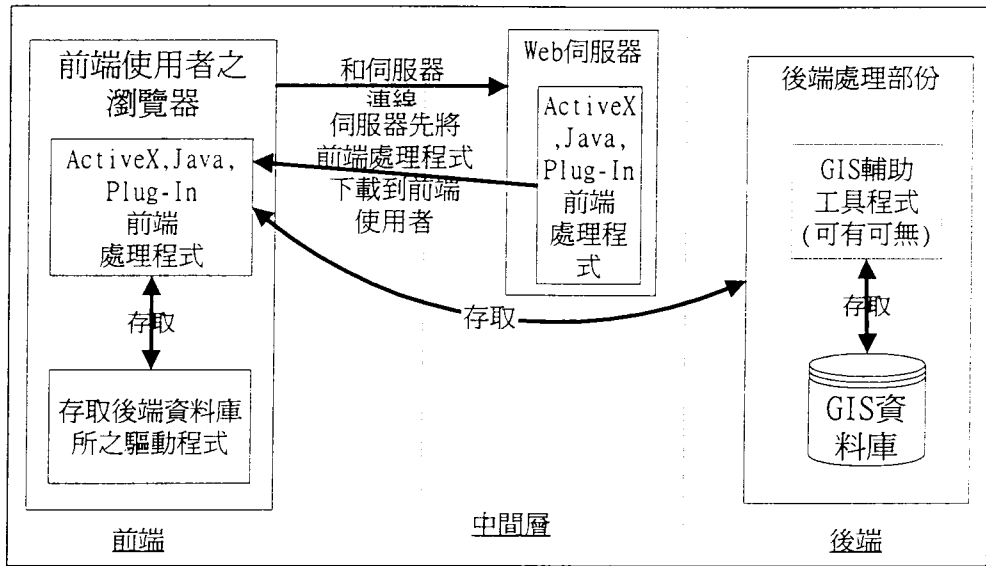 前端使用者之
瀏覽器
ActiveX,Java,
Plug-In
前端
處理程式
存取
存取後端資料庫
所之驅動程式
前端
和伺服器
連線
伺服器先將
前端處理程式
下載到前端
使用者
存取
中間層
Web伺服器
ActiveX
,Java,
Plug-In
前端
處理程
式
後端處理部份
GIS輔助
工具程式
(可有可無)
存取
GIS資
料庫
後端